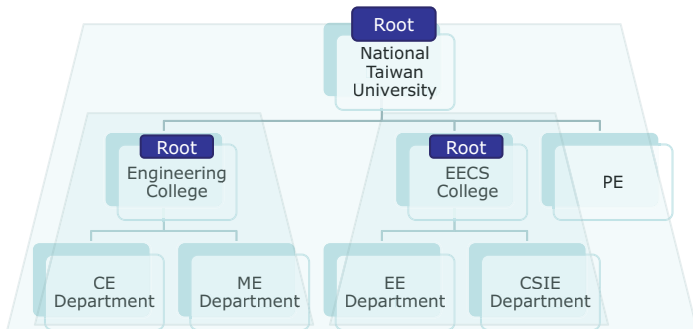 Root
National
Taiwan
University
Root
Engineering
College
Root
EECS
College
PE
CE
Department
ME
Department
EE
Department
CSIE
Department